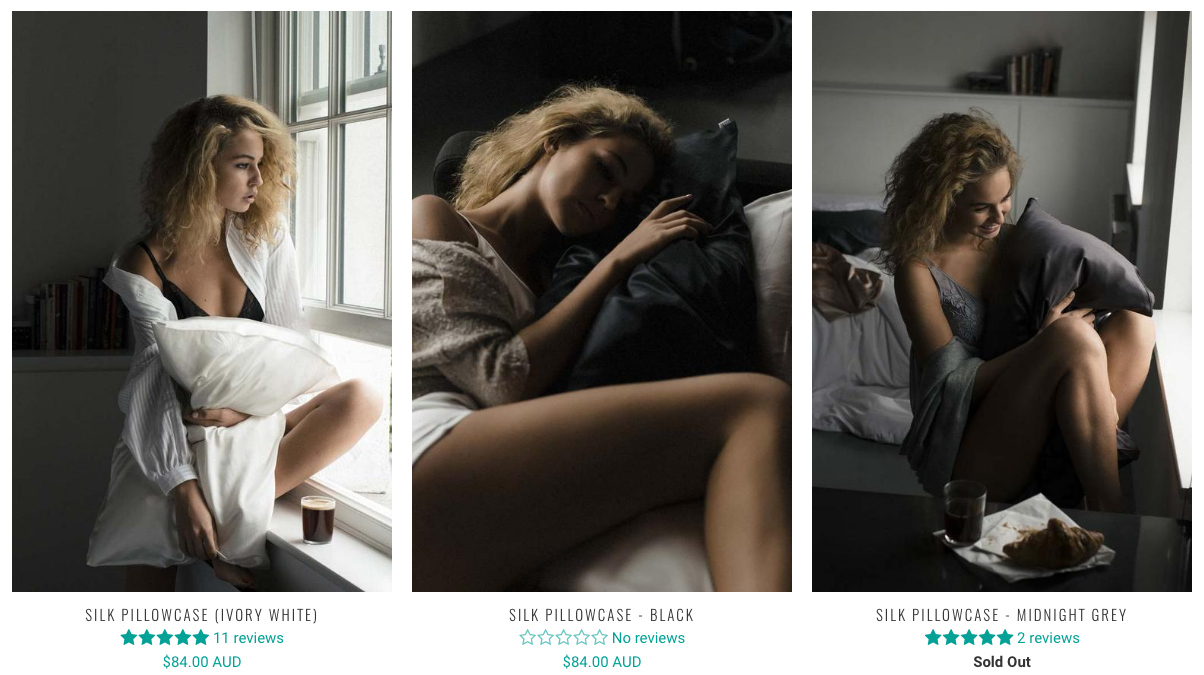 SILK PILLOWCASE (IVORY WHITE)
11 reviews
$84.00 AUD
SILK PILLOWCASE - BLACK
No reviews
$84.00 AUD
SILK PILLOWCASE - MIDNIGHT GREY
2 reviews
Sold Out